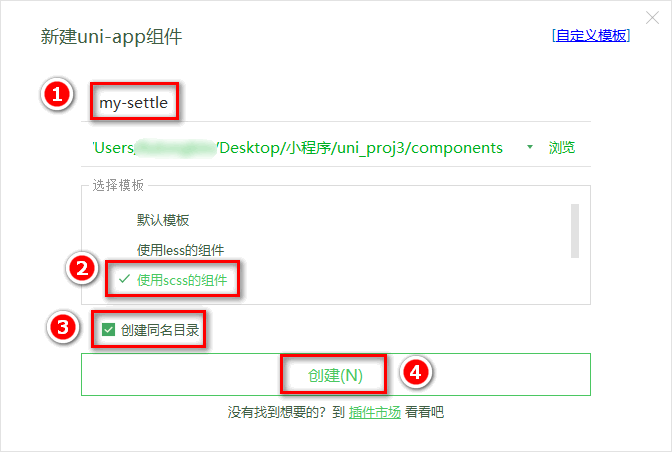 新建uni-app组件 [自定义模板]
1 my-settle
/Users/ /Desktop/小程序/uni_proj3/components 浏览
选择模板
默认模板
使用less的组件
2 使用scss的组件
3 创建同名目录
创建(N) 4
没有找到想要的？到 插件市场 看看吧